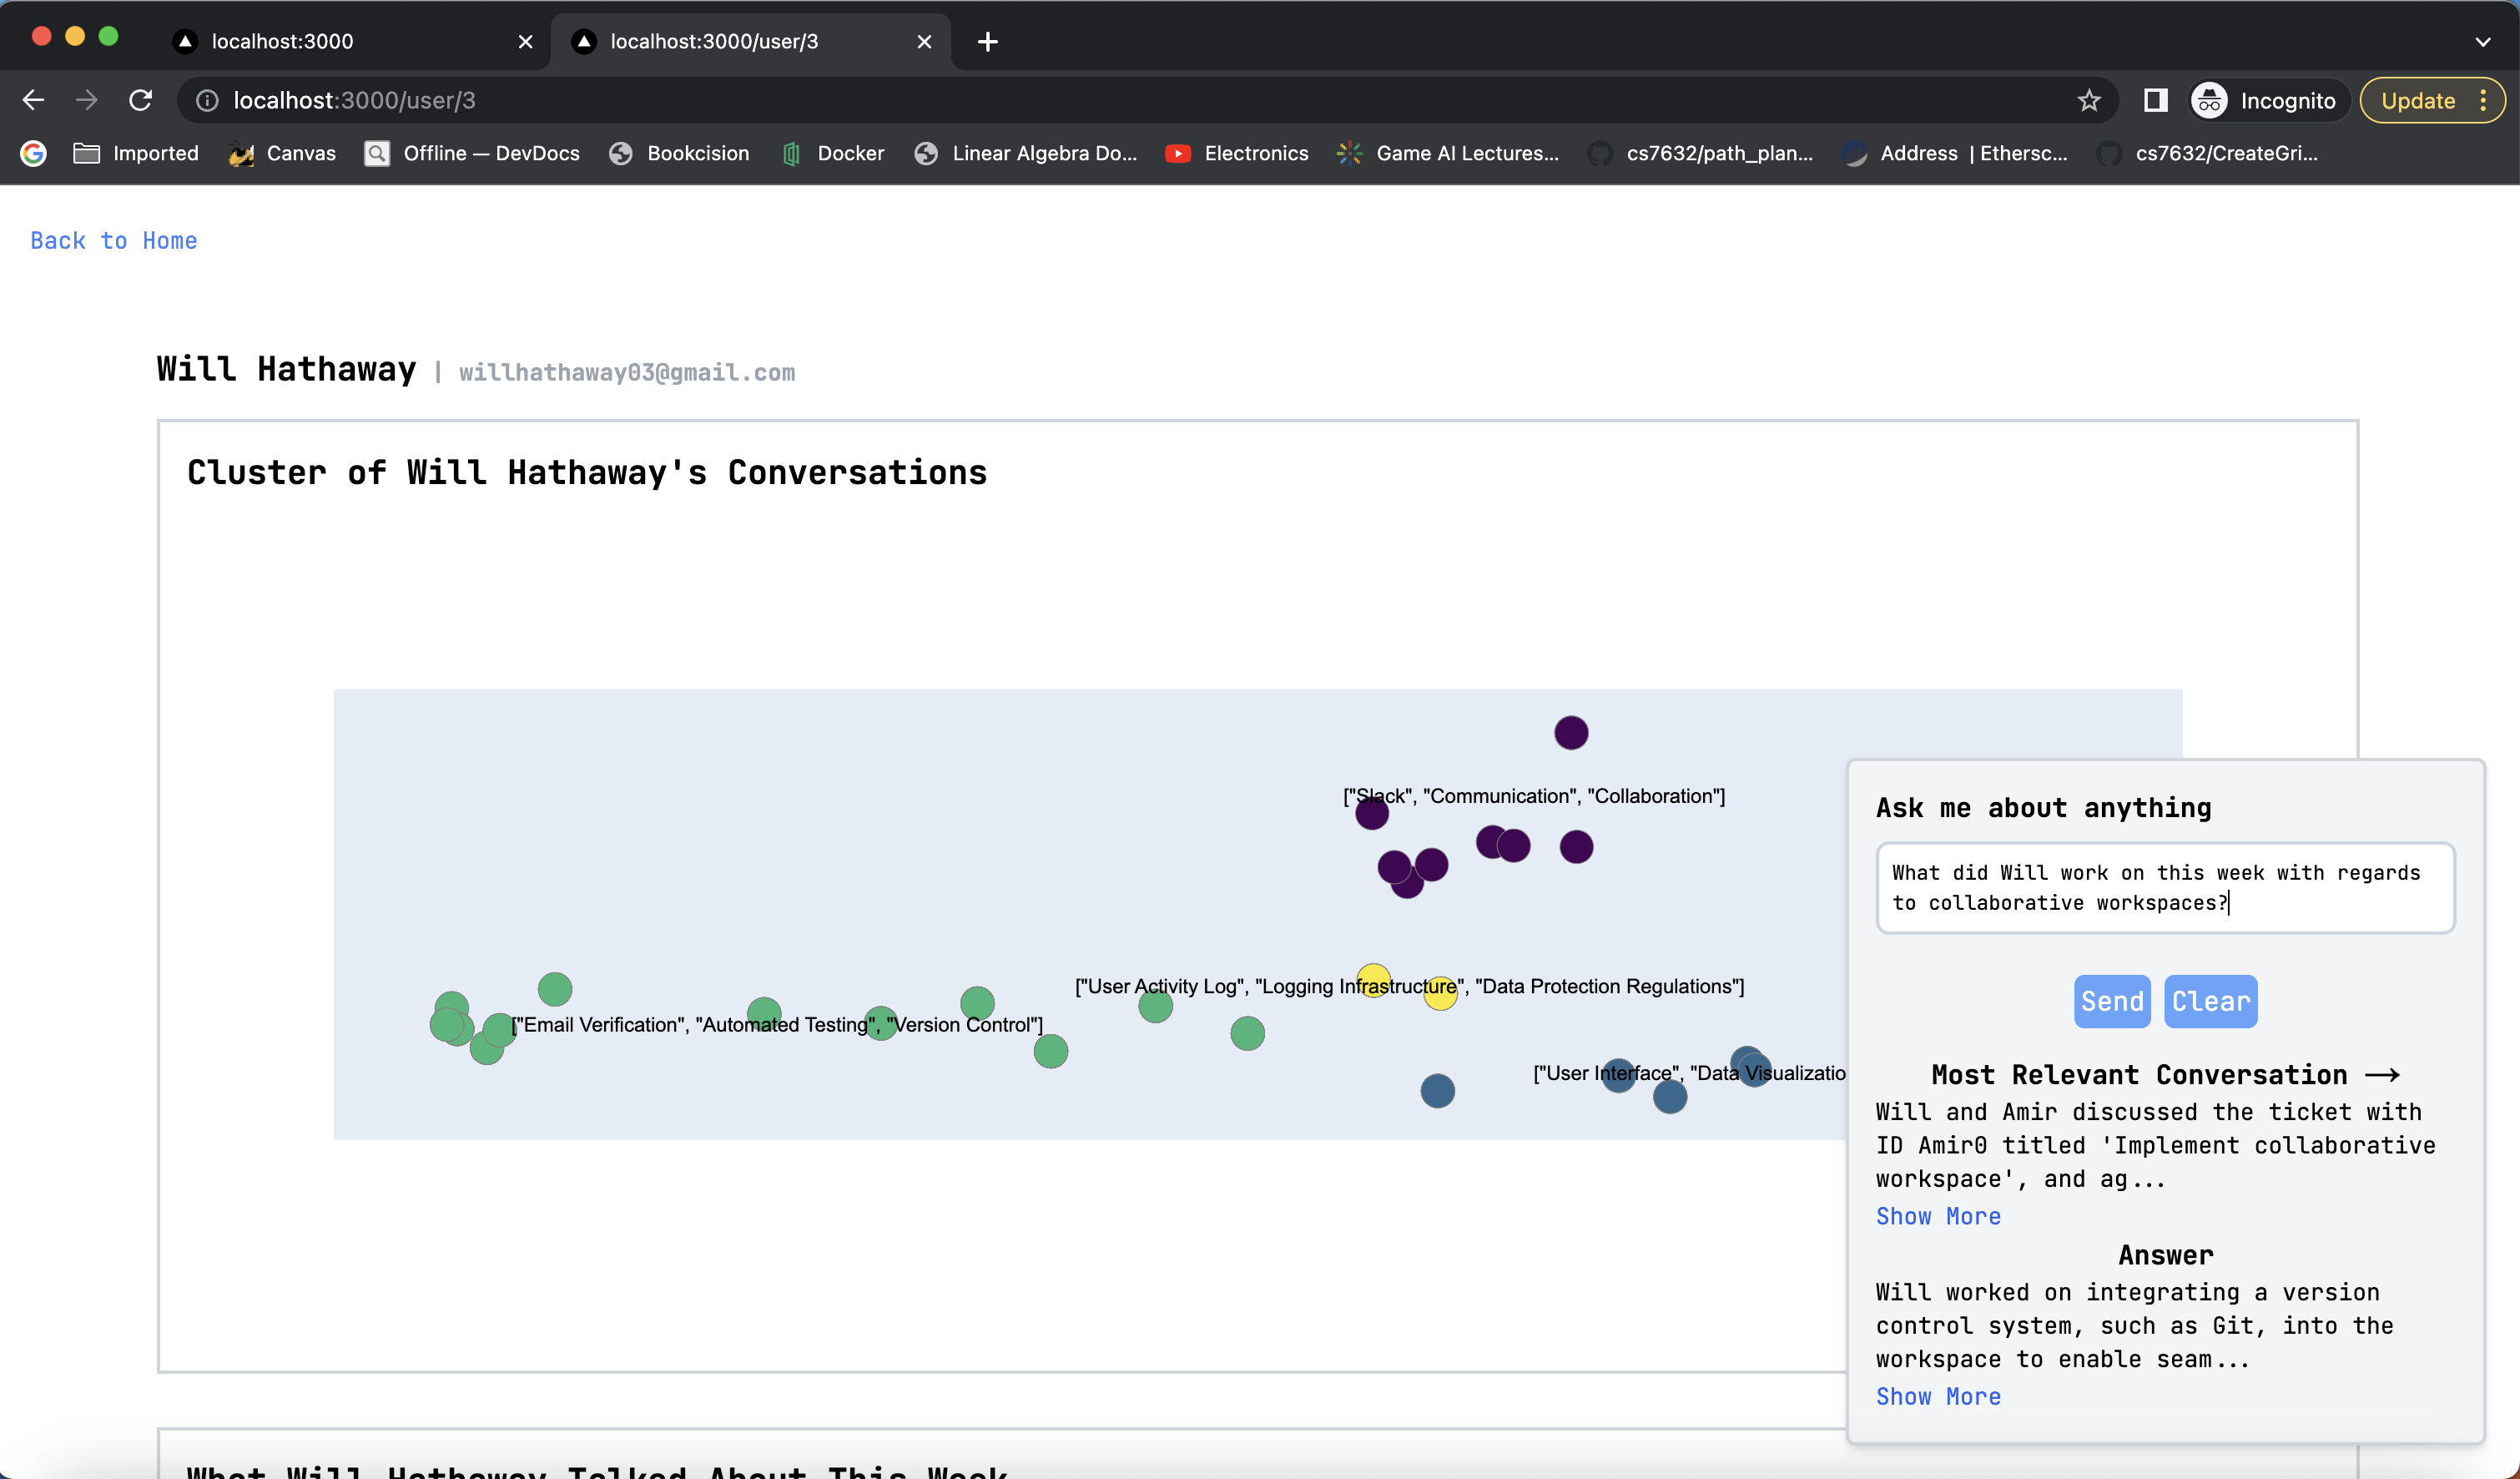 localhost:3000
localhost:3000/user/3
localhost:3000/user/3
Incognito
Update
Imported
Canvas
Offline — DevDocs
Bookcision
Docker
Linear Algebra Do...
Electronics
Game AI Lectures...
cs7632/path_plan...
Address | Ethersc...
cs7632/CreateGri...
Back to Home
Will Hathaway | willhathaway03@gmail.com
Cluster of Will Hathaway's Conversations
["Slack", "Communication", "Collaboration"]
["User Activity Log", "Logging Infrastructure", "Data Protection Regulations"]
["Email Verification", "Automated Testing", "Version Control"]
["User Interface", "Data Visualizatio
Ask me about anything
What did Will work on this week with regards
to collaborative workspaces?
Send
Clear
Most Relevant Conversation →
Will and Amir discussed the ticket with
ID Amir0 titled 'Implement collaborative
workspace', and ag...
Show More
Answer
Will worked on integrating a version
control system, such as Git, into the
workspace to enable seam...
Show More
What Will Hathaway Talked About This Week